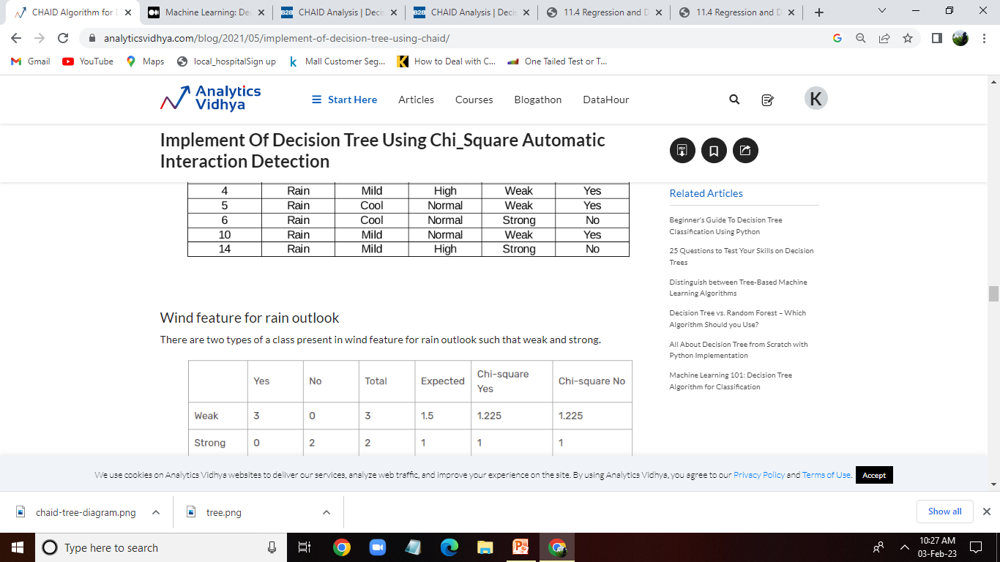 CHAID Algorithm for D
Machine Learning: De
CHAID Analysis | Decis
CHAID Analysis | Decis
11.4 Regression and D
11.4 Regression and D
analyticsvidhya.com/blog/2021/05/implement-of-decision-tree-using-chaid/
Gmail YouTube Maps local_hospitalSign up Mall Customer Seg... How to Deal with C... One Tailed Test or T...
Analytics
Vidhya
Start Here Articles Courses Blogathon DataHour K
Implement Of Decision Tree Using Chi_Square Automatic
Interaction Detection
PDF
4 Rain Mild High Weak Yes
5 Rain Cool Normal Weak Yes
6 Rain Cool Normal Strong No
10 Rain Mild Normal Weak Yes
14 Rain Mild High Strong No
Wind feature for rain outlook
There are two types of a class present in wind feature for rain outlook such that weak and strong.
Yes No Total Expected Chi-square Yes Chi-square No
Weak 3 0 3 1.5 1.225 1.225
Strong 0 2 2 1 1 1
Related Articles
Beginner's Guide To Decision Tree
Classification Using Python
25 Questions to Test Your Skills on Decision
Trees
Distinguish between Tree-Based Machine
Learning Algorithms
Decision Tree vs. Random Forest – Which
Algorithm Should you Use?
All About Decision Tree from Scratch with
Python Implementation
Machine Learning 101: Decision Tree
Algorithm for Classification
We use cookies on Analytics Vidhya websites to deliver our services, analyze web traffic, and improve your experience on the site. By using Analytics Vidhya, you agree to our Privacy Policy and Terms of Use. Accept
chaid-tree-diagram.png tree.png Show all
Type here to search
10:27 AM
03-Feb-23